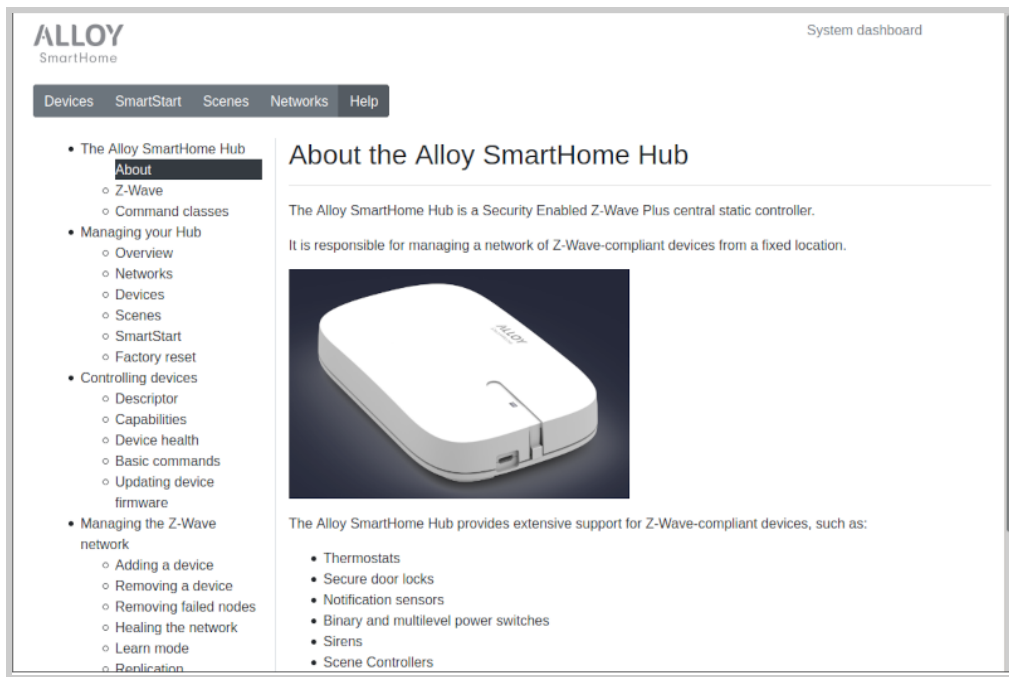 ALLOY
SmartHome
System dashboard
Devices SmartStart Scenes Networks Help
The Alloy SmartHome Hub
About
Z-Wave
Command classes
Managing your Hub
Overview
Networks
Devices
Scenes
SmartStart
Factory reset
Controlling devices
Descriptor
Capabilities
Device health
Basic commands
Updating device
firmware
Managing the Z-Wave
network
Adding a device
Removing a device
Removing failed nodes
Healing the network
Learn mode
Replication
About the Alloy SmartHome Hub
The Alloy SmartHome Hub is a Security Enabled Z-Wave Plus central static controller.
It is responsible for managing a network of Z-Wave-compliant devices from a fixed location.
ALLOY
SmartHome
The Alloy SmartHome Hub provides extensive support for Z-Wave-compliant devices, such as:
Thermostats
Secure door locks
Notification sensors
Binary and multilevel power switches
Sirens
Scene Controllers